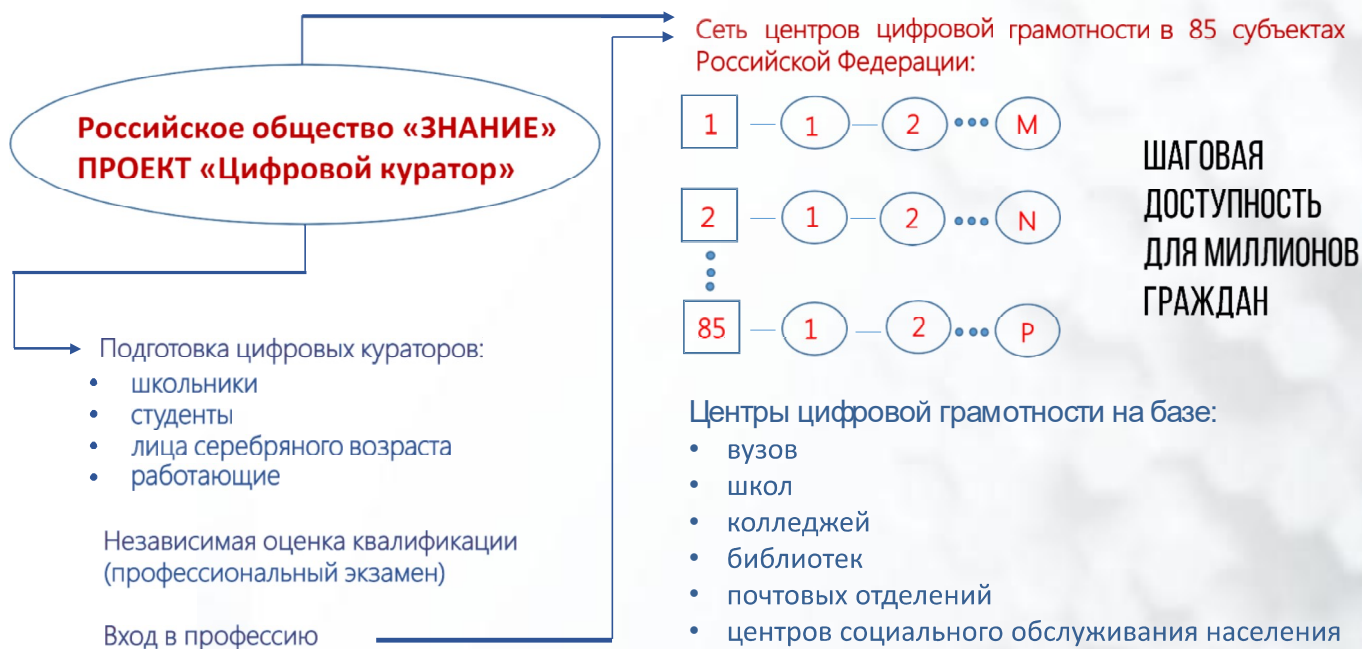 Российское общество «ЗНАНИЕ»
ПРОЕКТ «Цифровой куратор»
Подготовка цифровых кураторов:
• школьники
• студенты
• лица серебряного возраста
• работающие
Независимая оценка квалификации
(профессиональный экзамен)
Вход в профессию
Сеть центров цифровой грамотности в 85 субъектах
Российской Федерации:
1 1 2 М
2 1 2 N
85 1 2 Р
ШАГОВАЯ
ДОСТУПНОСТЬ
ДЛЯ МИЛЛИОНОВ
ГРАЖДАН
Центры цифровой грамотности на базе:
• вузов
• школ
• колледжей
• библиотек
• почтовых отделений
• центров социального обслуживания населения